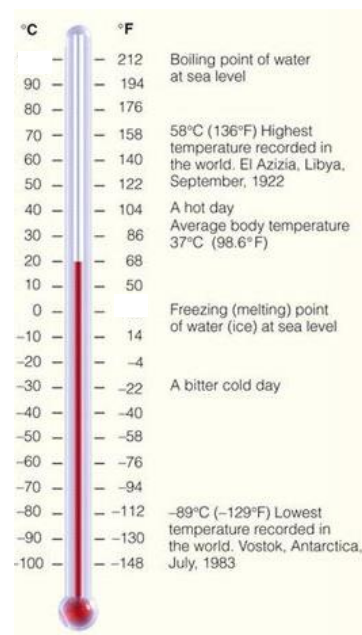 °C °F
212 Boiling point of water
at sea level
90 194
80 176
70 158 58°C (136°F) Highest
temperature recorded in
60 140 the world. El Azizia, Libya,
50 122 September, 1922
40 104 A hot day
Average body temperature
30 86 37°C (98.6°F)
20 68
10 50
0 Freezing (melting) point
of water (ice) at sea level
–10 14
–20 –4
–30 –22 A bitter cold day
–40 –40
–50 –58
–60 –76
–70 –94
–80 –112 –89°C (–129°F) Lowest
temperature recorded in
–90 –130 the world. Vostok, Antarctica,
-100 –148 July, 1983